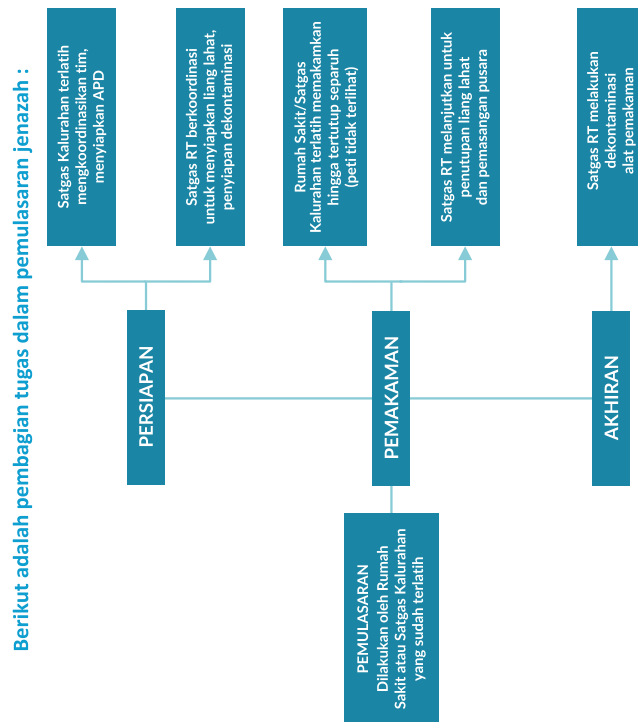 Berikut adalah pembagian tugas dalam pemulasaran jenazah :
PEMULASARAN
Dilakukan oleh Rumah
Sakit atau Satgas Kalurahan
yang sudah terlatih
PERSIAPAN
Satgas Kalurahan terlatih
mengkoordinasikan tim,
menyiapkan APD
Satgas RT berkoordinasi
untuk menyiapkan liang lahat,
penyiapan dekontaminasi
PEMAKAMAN
Rumah Sakit/Satgas
Kalurahan terlatih memakamkan
hingga tertutup separuh
(peti tidak terlihat)
Satgas RT melanjutkan untuk
penutupan liang lahat
dan pemasangan pusara
AKHIRAN
Satgas RT melakukan
dekontaminasi
alat pemakaman